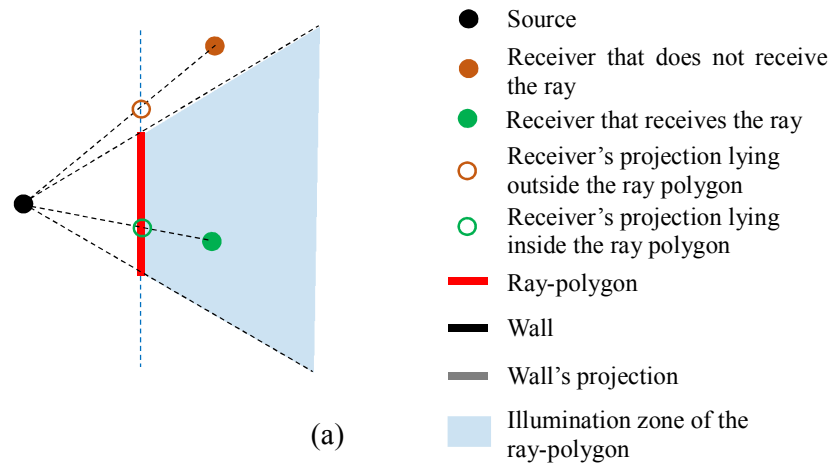 Source
Receiver that does not receive
the ray
Receiver that receives the ray
Receiver's projection lying
outside the ray polygon
Receiver's projection lying
inside the ray polygon
Ray-polygon
Wall
Wall's projection
Illumination zone of the
ray-polygon
(a)